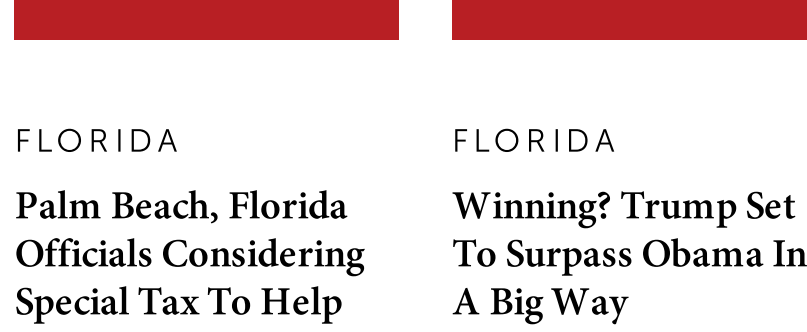 FLORIDA
Palm Beach, Florida
Officials Considering
Special Tax To Help
FLORIDA
Winning? Trump Set
To Surpass Obama In
A Big Way